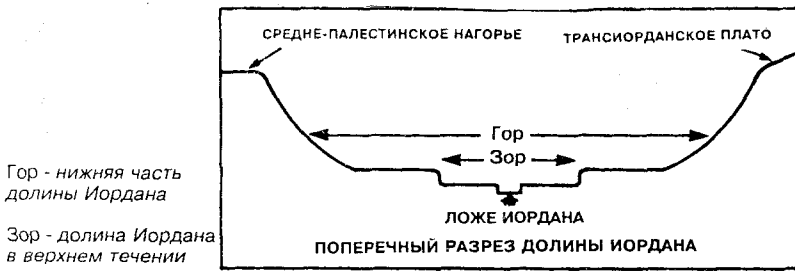 СРЕДНЕ-ПАЛЕСТИНСКОЕ НАГОРЬЕ
ТРАНСИОРДАНСКОЕ ПЛАТО
Гор
Зор
ЛОЖЕ ИОРДАНА
ПОПЕРЕЧНЫЙ РАЗРЕЗ ДОЛИНЫ ИОРДАНА
Гор - нижняя часть
долины Иордана
Зор - долина Иордана
в верхнем течении